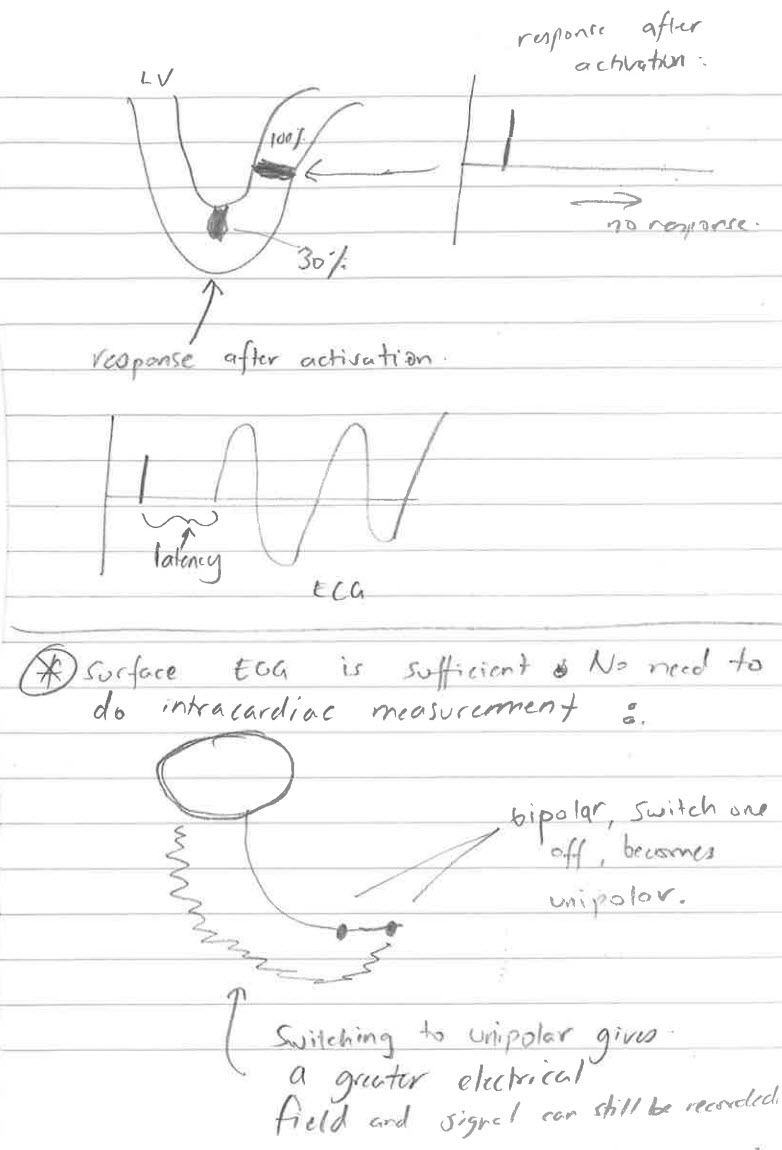 response after
activation :
LV
100%
no response.
30%
response after activation.
latency
ECG
* Surface ECG is sufficient. No need to
do intracardiac measurement :.
bipolar, switch one
off, becomes
unipolar.
Switching to unipolar gives
a greater electrical
field and signal can still be recorded.